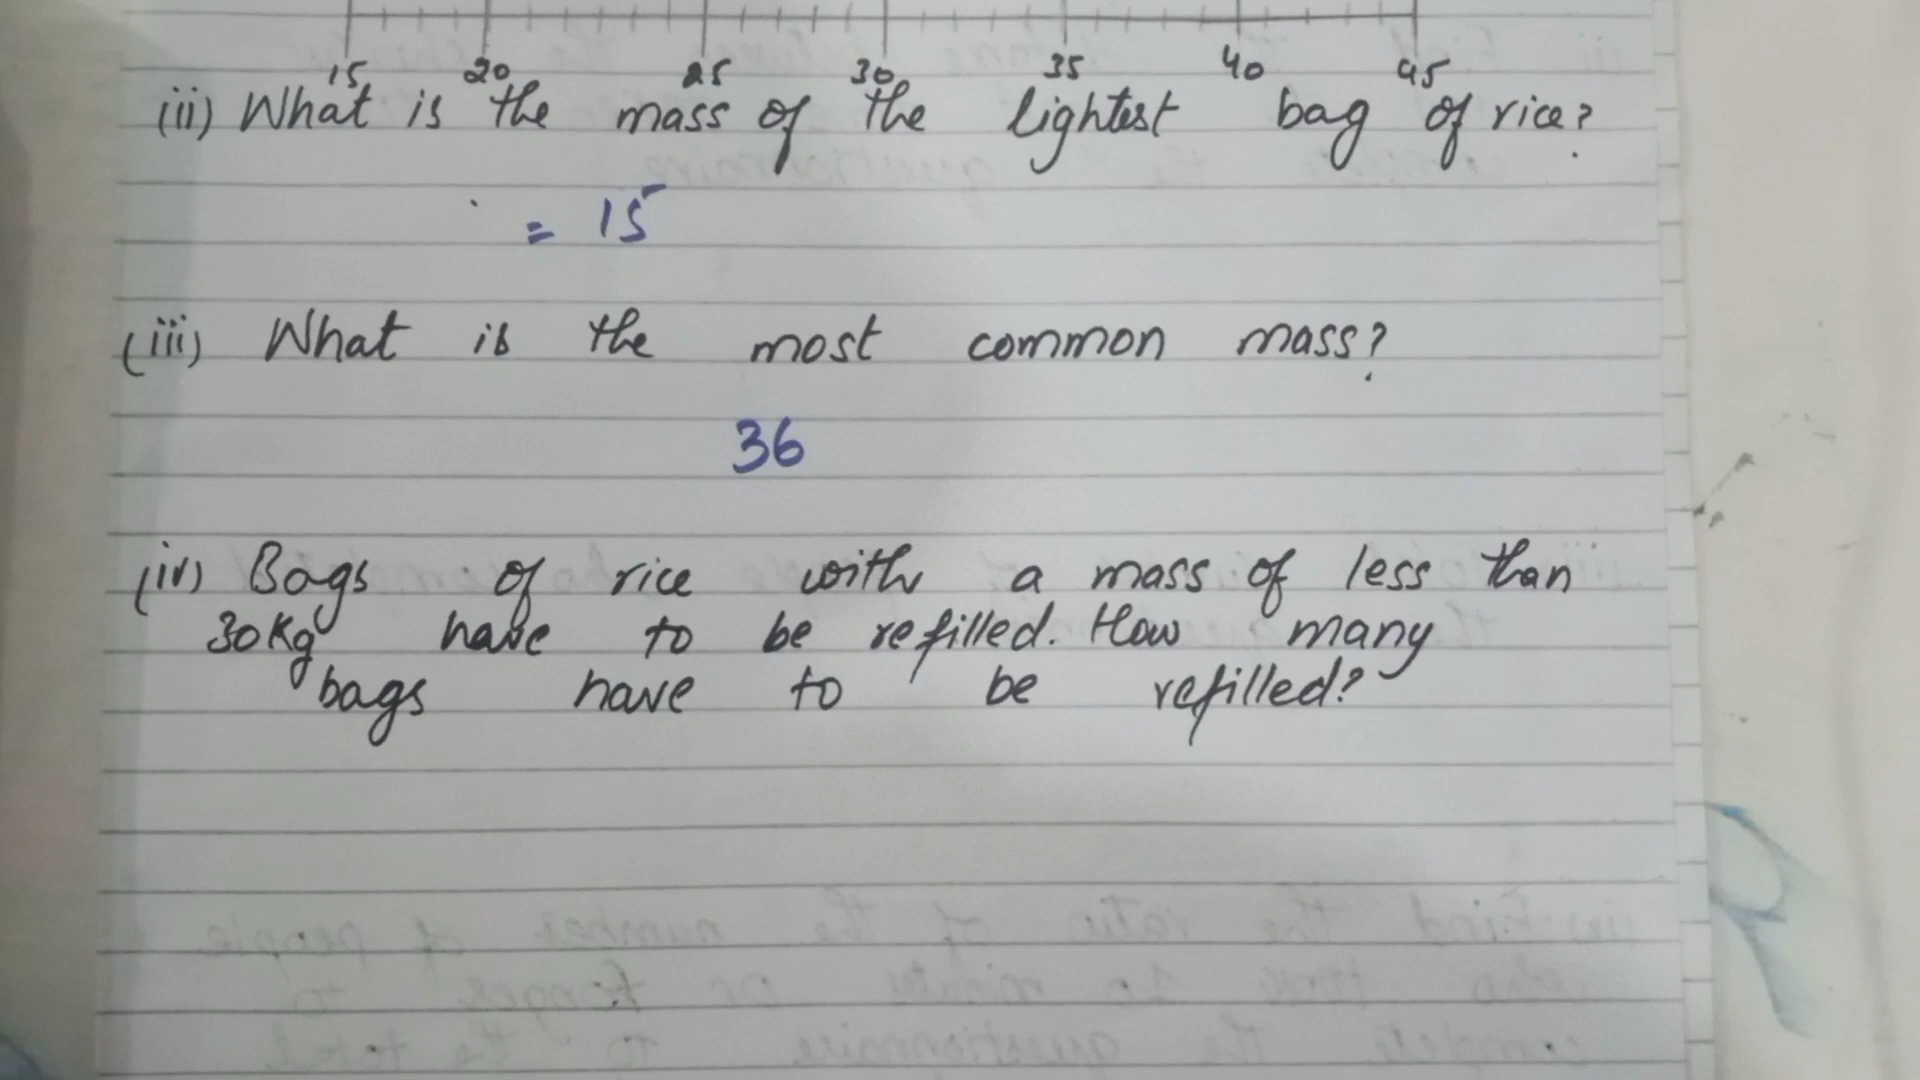 15 20 25 30 35 40 45
(ii) What is the mass of the lightest bag of rice?
= 15
(iii) What is the most common mass?
36
(iv) Bags of rice with a mass of less than
30Kg have to be refilled. How many
bags have to be refilled?